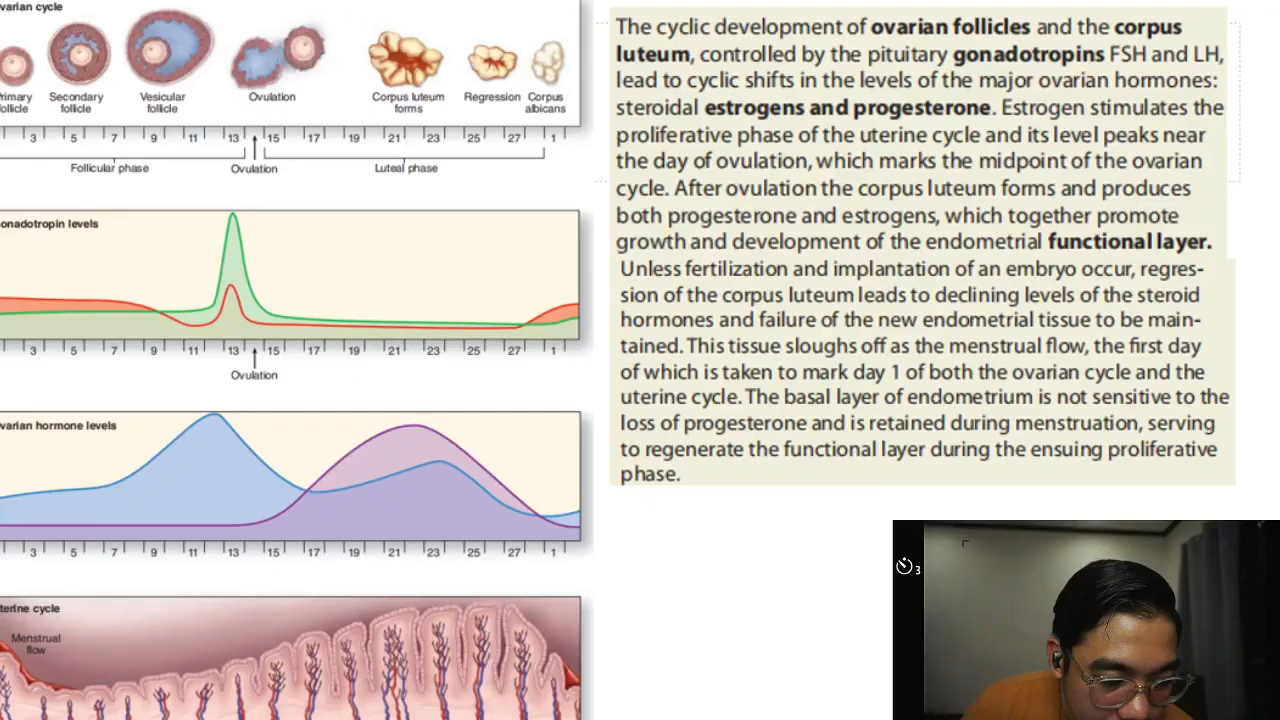 varian cycle
Primary
follicle
Secondary
follicle
Vesicular
follicle
Ovulation
Corpus luteum
forms
Regression
Corpus
albicans
3 5 7 9 11 13 15 17 19 21 23 25 27 1
Follicular phase
Ovulation
Luteal phase
onadotropin levels
3 5 7 9 11 13 15 17 19 21 23 25 27 1
Ovulation
varian hormone levels
3 5 7 9 11 13 15 17 19 21 23 25 27 1
terine cycle
Menstrual
flow
The cyclic development of ovarian follicles and the corpus
luteum, controlled by the pituitary gonadotropins FSH and LH,
lead to cyclic shifts in the levels of the major ovarian hormones:
steroidal estrogens and progesterone. Estrogen stimulates the
proliferative phase of the uterine cycle and its level peaks near
the day of ovulation, which marks the midpoint of the ovarian
cycle. After ovulation the corpus luteum forms and produces
both progesterone and estrogens, which together promote
growth and development of the endometrial functional layer.
Unless fertilization and implantation of an embryo occur, regres-
sion of the corpus luteum leads to declining levels of the steroid
hormones and failure of the new endometrial tissue to be main-
tained. This tissue sloughs off as the menstrual flow, the first day
of which is taken to mark day 1 of both the ovarian cycle and the
uterine cycle. The basal layer of endometrium is not sensitive to the
loss of progesterone and is retained during menstruation, serving
to regenerate the functional layer during the ensuing proliferative
phase.
3